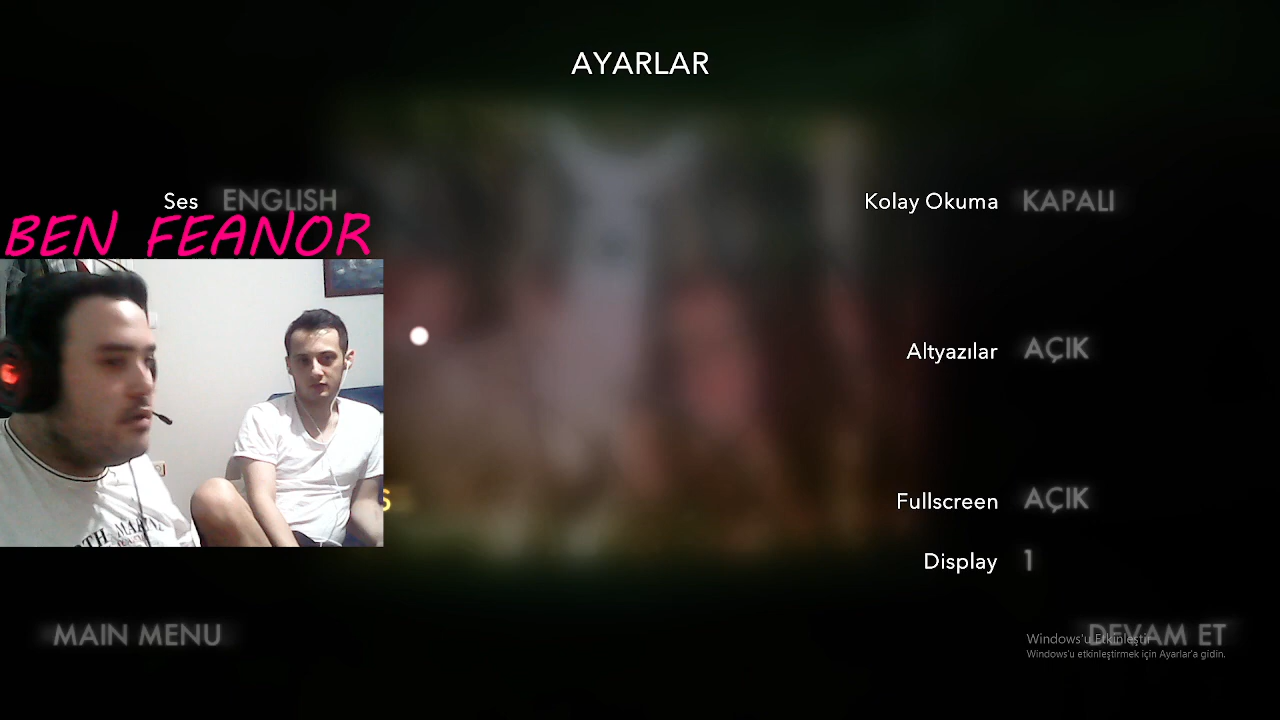 AYARLAR
Ses ENGLISH
Kolay Okuma KAPALI
BEN FEANOR
Altyazılar AÇIK
Fullscreen AÇIK
Display 1
MAIN MENU
DEVAM ET
Windows'u Etkinleştir
Windows'u etkinleştirmek için Ayarlar'a gidin.